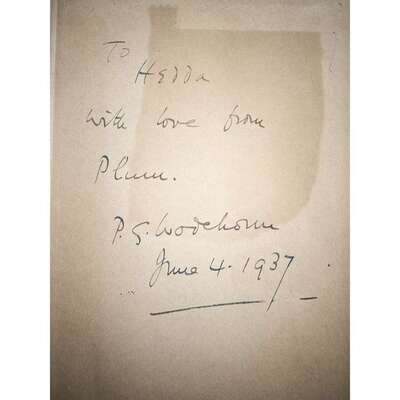 To
Hedda
with love from
Plum.
P. G. Wodehouse
June 4. 1937